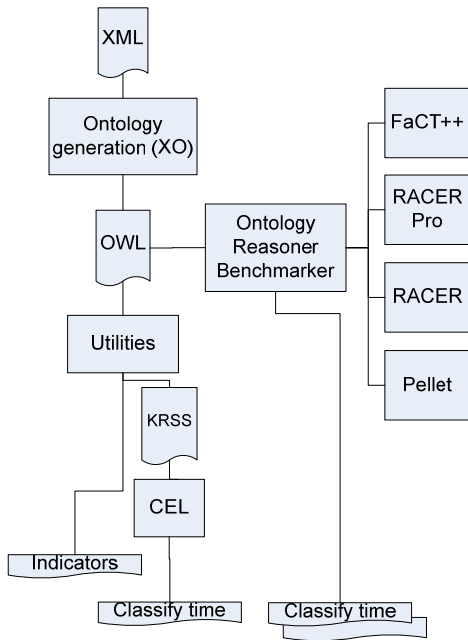 XML
Ontology
generation (XO)
OWL
Ontology
Reasoner
Benchmarker
FaCT++
RACER
Pro
RACER
Pellet
Utilities
KRSS
CEL
Indicators
Classify time
Classify time